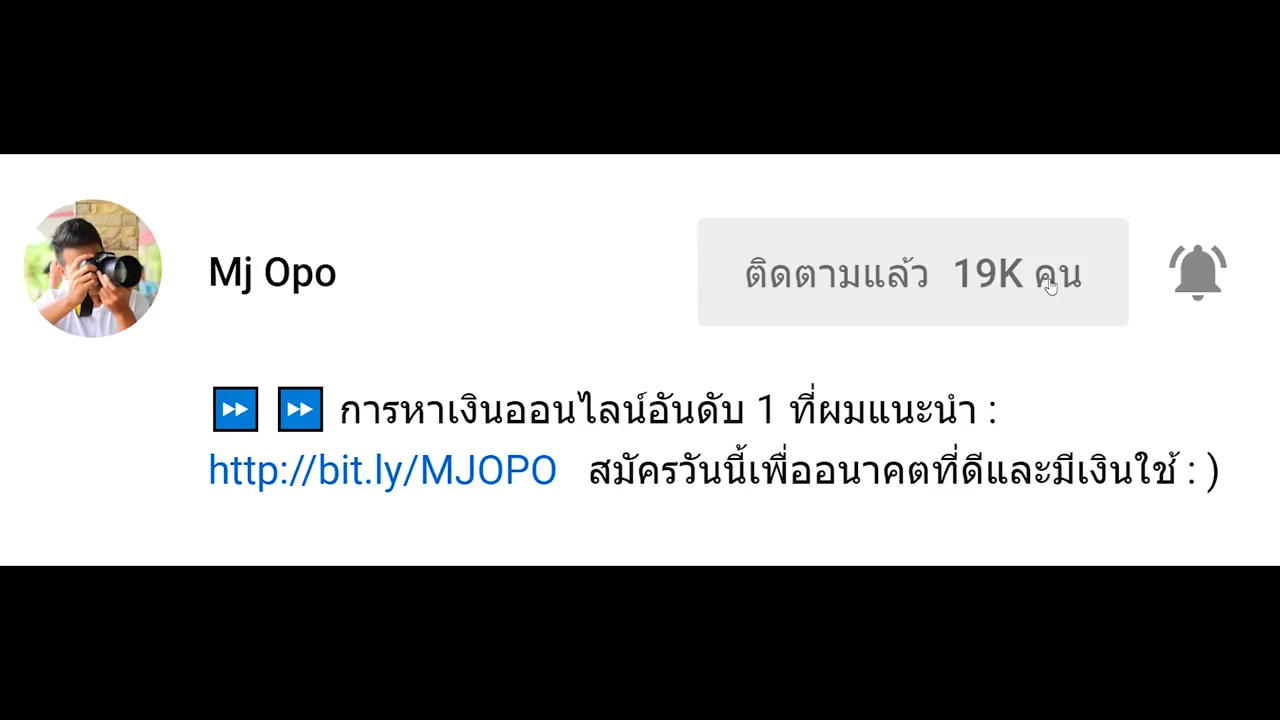 Mj Opo
ติดตามแล้ว 19K คน
การหาเงินออนไลน์อันดับ 1 ที่ผมแนะนำ :
http://bit.ly/MJOPO สมัครวันนี้เพื่ออนาคตที่ดีและมีเงินใช้ : )